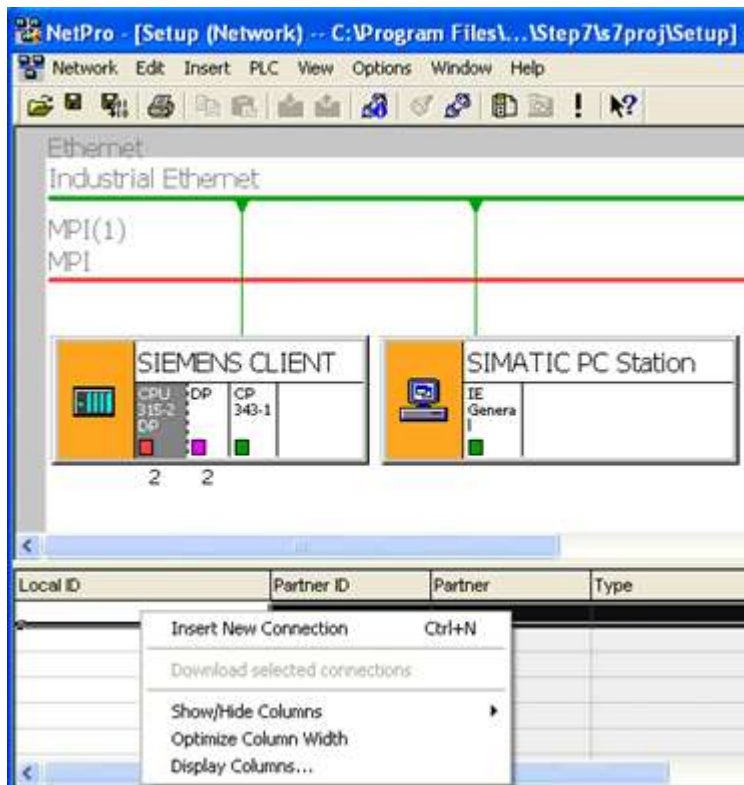 NetPro - [Setup (Network) -- C:\Program Files\...\Step7\s7proj\Setup]
Network Edit Insert PLC View Options Window Help
Ethernet
Industrial Ethernet
MPI(1)
MPI
SIEMENS CLIENT
CPU 315-2 DP
DP
CP 343-1
2 2
SIMATIC PC Station
IE Genera l
Local ID Partner ID Partner Type
Insert New Connection Ctrl+N
Download selected connections
Show/Hide Columns
Optimize Column Width
Display Columns...